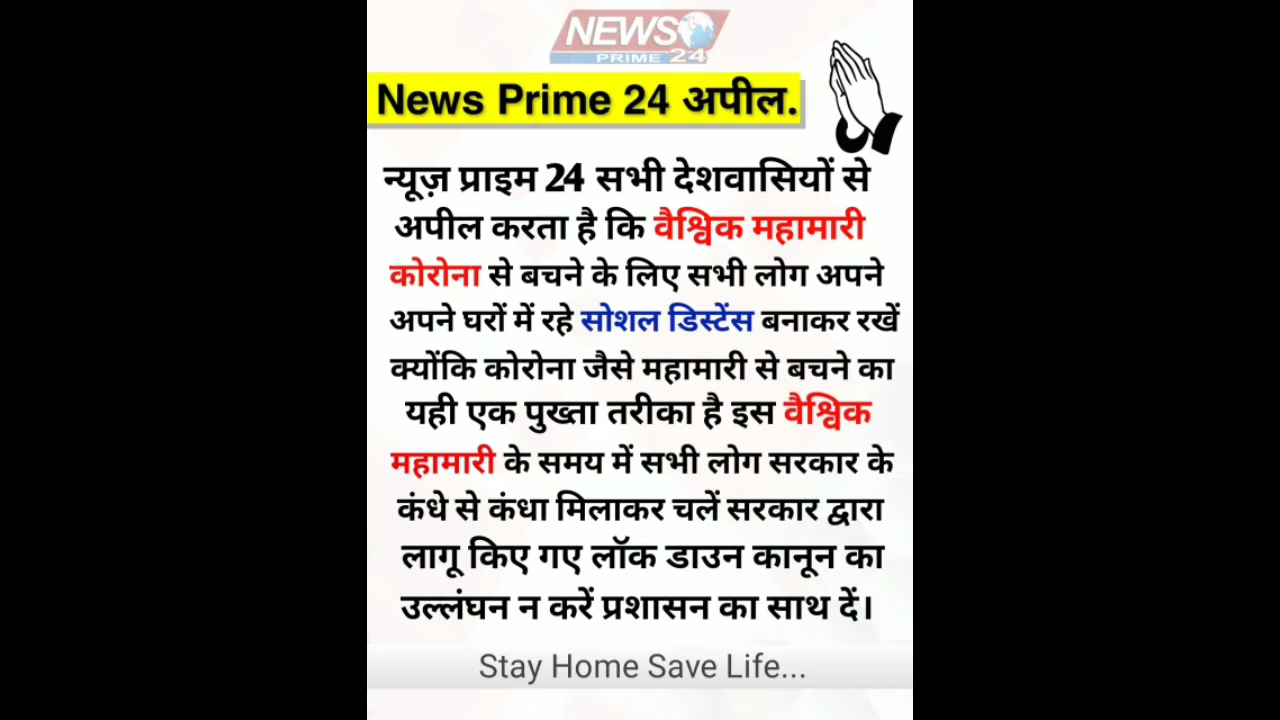 NEWS
PRIME 24
News Prime 24 अपील.
न्यूज़ प्राइम 24 सभी देशवासियों से
अपील करता है कि वैश्विक महामारी
कोरोना से बचने के लिए सभी लोग अपने
अपने घरों में रहे सोशल डिस्टेंस बनाकर रखें
क्योंकि कोरोना जैसे महामारी से बचने का
यही एक पुख्ता तरीका है इस वैश्विक
महामारी के समय में सभी लोग सरकार के
कंधे से कंधा मिलाकर चलें सरकार द्वारा
लागू किए गए लॉक डाउन कानून का
उल्लंघन न करें प्रशासन का साथ दें।
Stay Home Save Life...